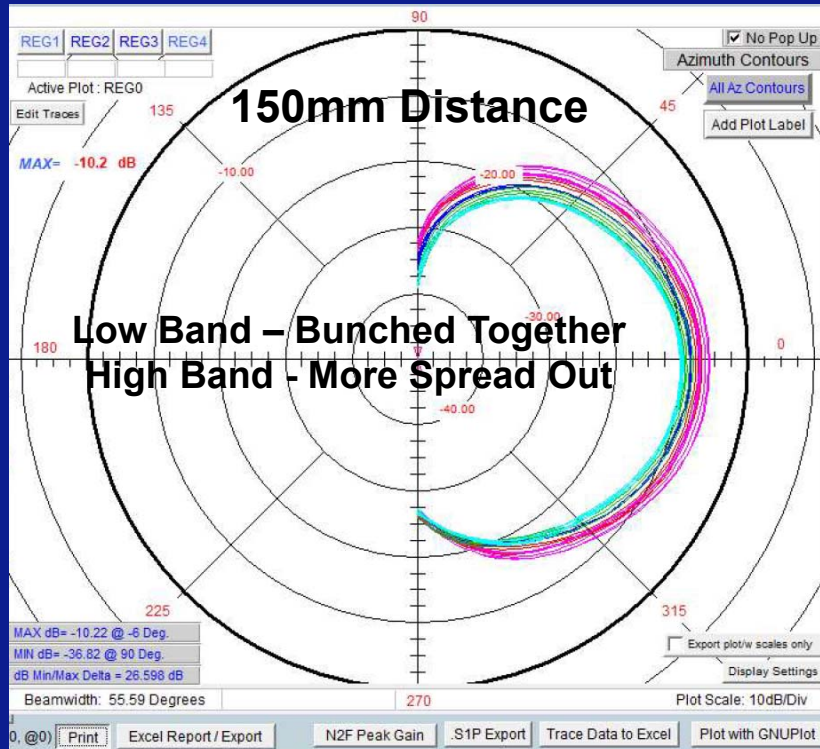 90
REG1 REG2 REG3 REG4
No Pop Up
Azimuth Contours
Active Plot : REG0
All Az Contours
Edit Traces
135
150mm Distance
45
Add Plot Label
MAX= -10.2 dB
-10.00
-20.00
Low Band – Bunched Together
-30.00
180
0
High Band - More Spread Out
-40.00
225
315
MAX dB= -10.22 @ -6 Deg.
MIN dB= -36.82 @ 90 Deg.
Export plot/w scales only
dB Min/Max Delta = 26.598 dB
Display Settings
Beamwidth: 55.59 Degrees
270
Plot Scale: 10dB/Div
0, @0) Print Excel Report / Export N2F Peak Gain .S1P Export Trace Data to Excel Plot with GNUPlot